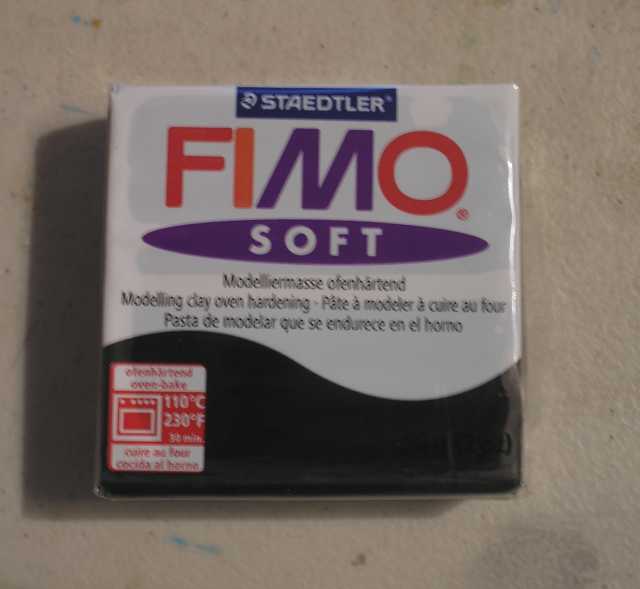 STAEDTLER®
FIMO®
SOFT
Modelliermasse ofenhärtend
Modelling clay oven hardening - Pâte à modeler à cuire au four
Pasta de modelar que se endurece en el horno
ofenhärtend
oven-bake
110°C
230°F
30 min.
cuire au four
cocida al horno